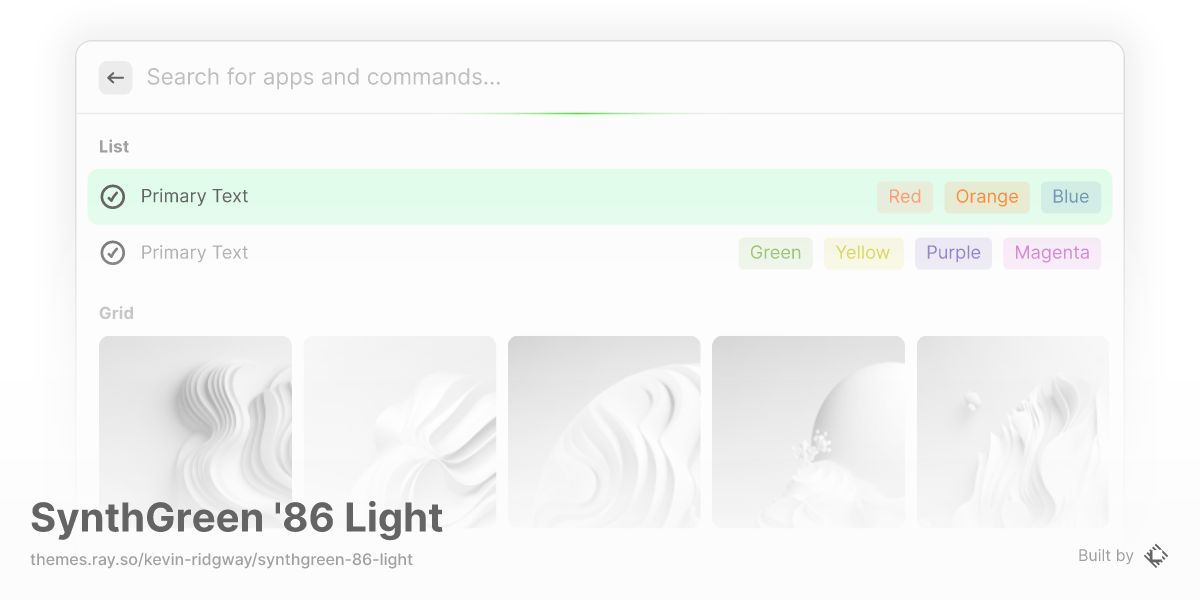 Search for apps and commands...
List
Primary Text Red Orange Blue
Primary Text Green Yellow Purple Magenta
Grid
SynthGreen '86 Light
themes.ray.so/kevin-ridgway/synthgreen-86-light
Built by